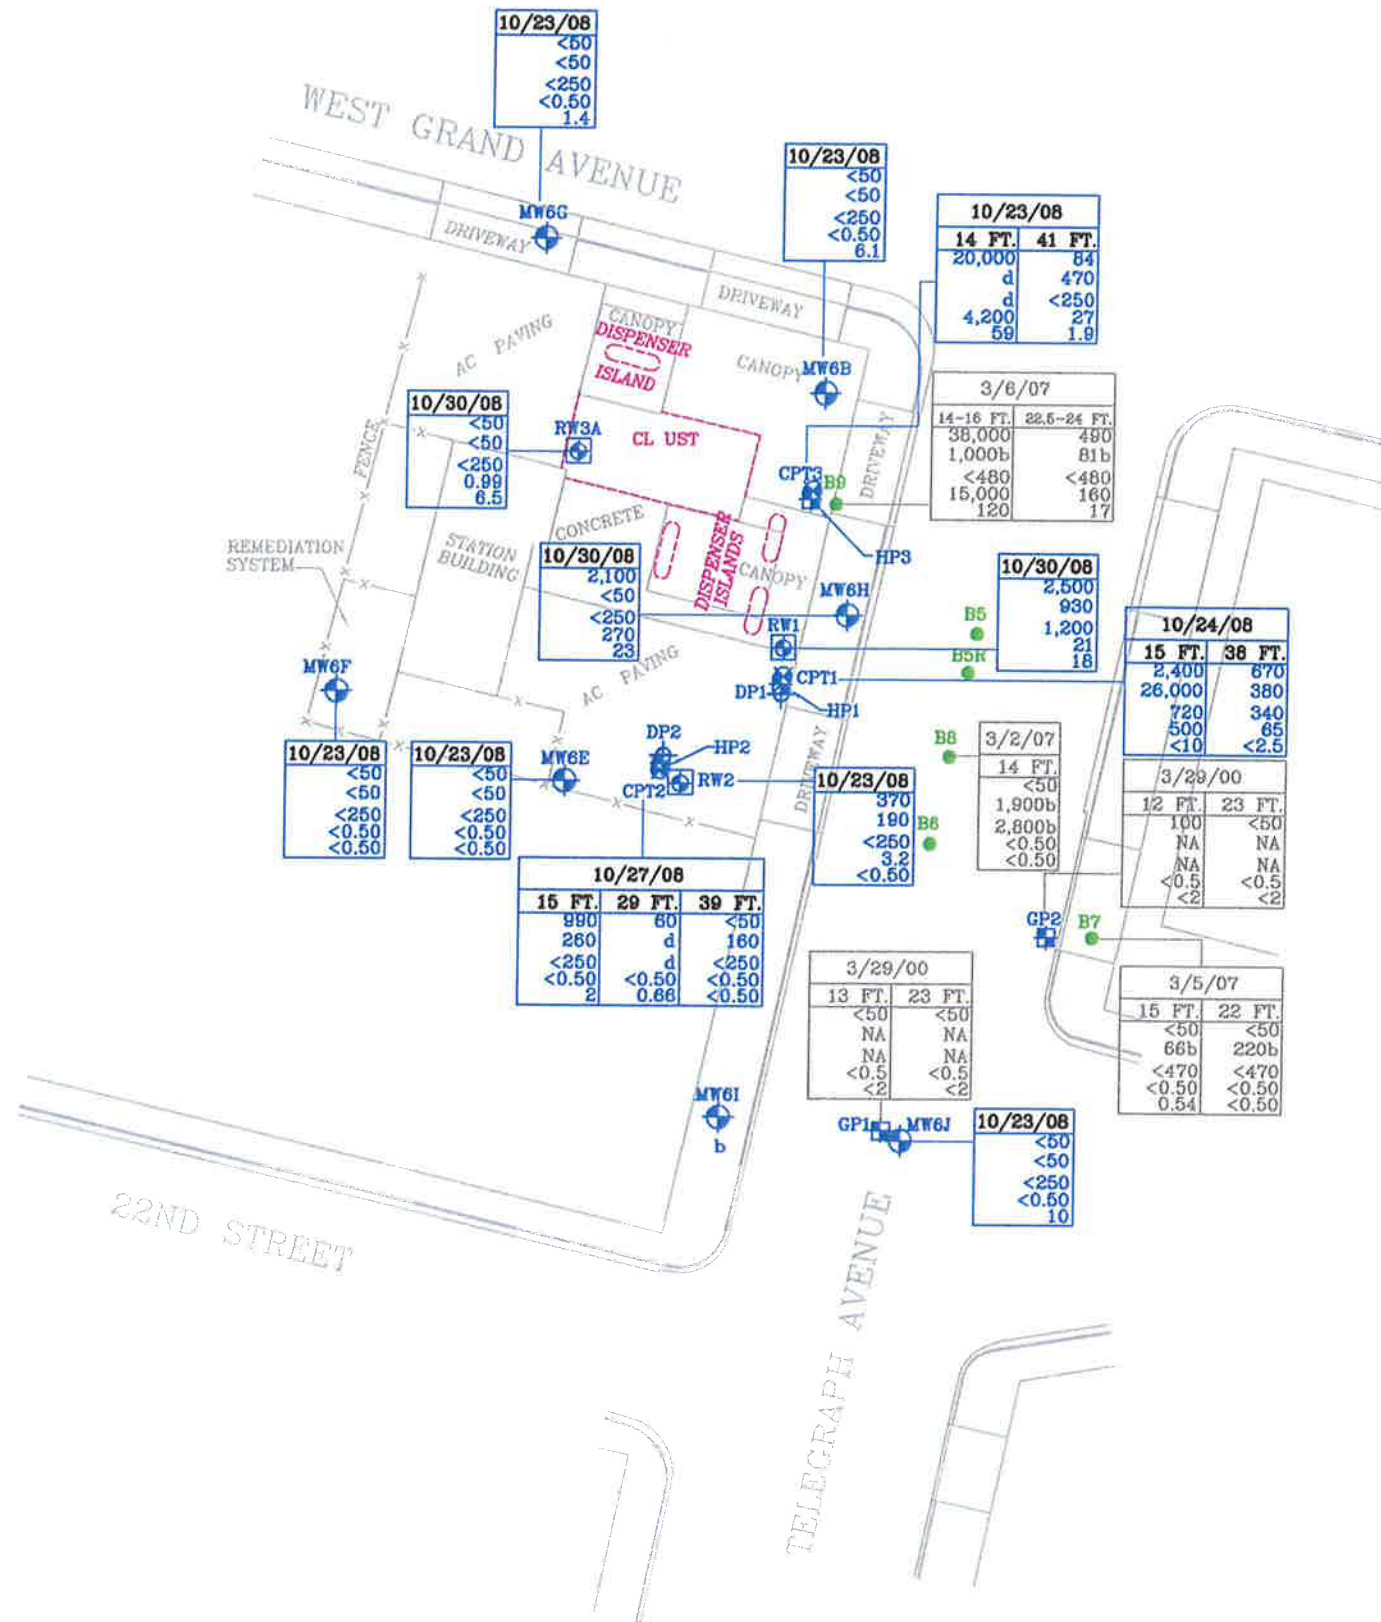 10/23/08
<50
<50
<250
<0.50
1.4
WEST GRAND AVENUE
10/23/08
<50
<50
<250
<0.50
6.1
MW6G
DRIVEWAY
10/23/08
14 FT. 41 FT.
20,000 84
d 470
d <250
4,200 27
59 1.9
DRIVEWAY
CANOPY
DISPENSER
ISLAND
AC PAVING
CANOPY
MW6B
3/6/07
14-16 FT. 22.5-24 FT.
38,000 490
1,000b 81b
<480 <480
15,000 160
120 17
10/30/08
<50
<50
<250
0.99
6.5
RW3A
CL UST
DRIVEWAY
FENCE
CPT3
B9
HP3
CONCRETE
STATION
BUILDING
REMEDIATION
SYSTEM
DISPENSER
ISLANDS
CANOPY
10/30/08
2,100
<50
<250
270
23
MW6H
10/30/08
2,500
930
1,200
21
18
B5
B5R
RW1
CPT1
DP1
HP1
10/24/08
15 FT. 38 FT.
2,400 670
26,000 380
720 340
500 65
<10 <2.5
AC PAVING
MW6F
DRIVEWAY
10/23/08
<50
<50
<250
<0.50
<0.50
10/23/08
<50
<50
<250
<0.50
<0.50
MW6E
DP2
HP2
CPT2
RW2
10/23/08
370
190
<250
3.2
<0.50
B8
3/2/07
14 FT.
<50
1,900b
2,800b
<0.50
<0.50
B6
3/29/00
12 FT. 23 FT.
100 <50
NA NA
NA NA
<0.5 <0.5
<2 <2
10/27/08
15 FT. 29 FT. 39 FT.
990 60 <50
260 d 160
<250 d <250
<0.50 <0.50 <0.50
2 0.66 <0.50
GP2
B7
3/29/00
13 FT. 23 FT.
<50 <50
NA NA
NA NA
<0.5 <0.5
<2 <2
3/5/07
15 FT. 22 FT.
<50 <50
66b 220b
<470 <470
<0.50 <0.50
0.54 <0.50
MW6I
b
GP1
MW6J
10/23/08
<50
<50
<250
<0.50
10
22ND STREET
TELEGRAPH AVENUE